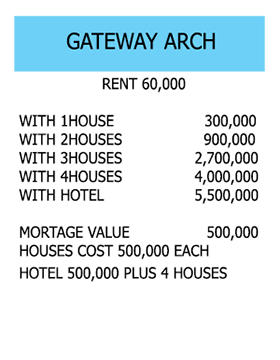 GATEWAY ARCH
RENT 60,000
WITH 1HOUSE 300,000
WITH 2HOUSES 900,000
WITH 3HOUSES 2,700,000
WITH 4HOUSES 4,000,000
WITH HOTEL 5,500,000
MORTAGE VALUE 500,000
HOUSES COST 500,000 EACH
HOTEL 500,000 PLUS 4 HOUSES